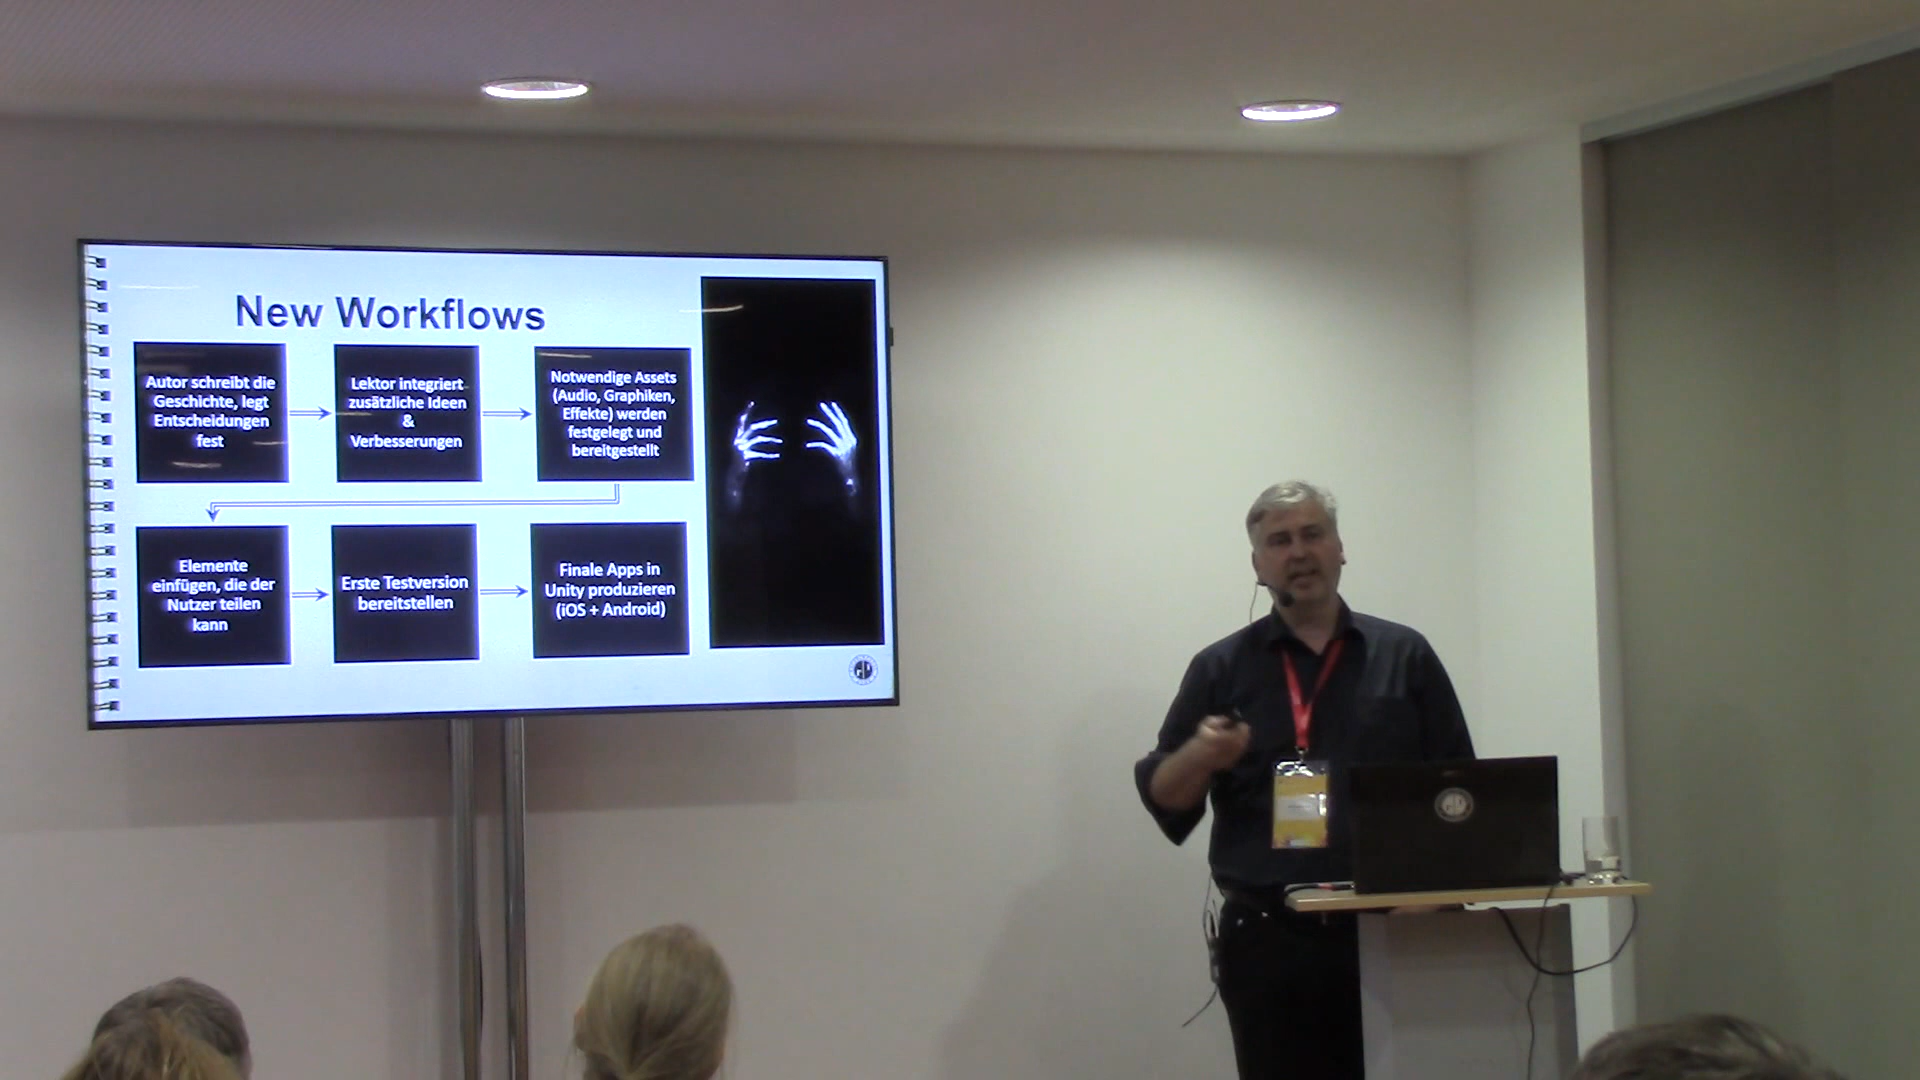 New Workflows
Autor schreibt die
Geschichte, legt
Entscheidungen
fest
Lektor integriert
zusätzliche Ideen
&
Verbesserungen
Notwendige Assets
(Audio, Graphiken,
Effekte) werden
festgelegt und
bereitgestellt
Elemente
einfügen, die der
Nutzer teilen
kann
Erste Testversion
bereitstellen
Finale Apps in
Unity produzieren
(iOS + Android)